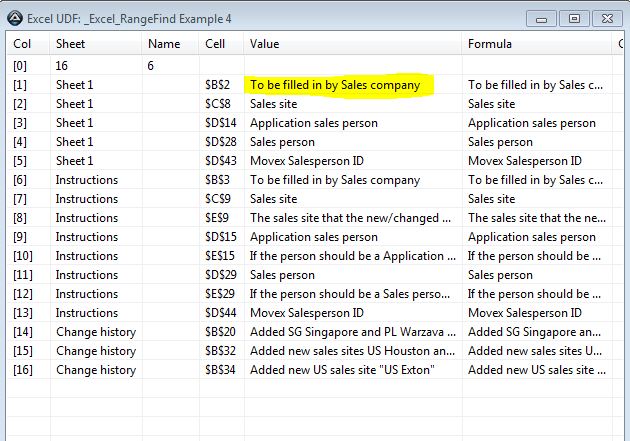 Excel UDF: _Excel_RangeFind Example 4
Col Sheet Name Cell Value Formula C
[0] 16 6
[1] Sheet 1 $B$2 To be filled in by Sales company To be filled in by Sales c...
[2] Sheet 1 $C$8 Sales site Sales site
[3] Sheet 1 $D$14 Application sales person Application sales person
[4] Sheet 1 $D$28 Sales person Sales person
[5] Sheet 1 $D$43 Movex Salesperson ID Movex Salesperson ID
[6] Instructions $B$3 To be filled in by Sales company To be filled in by Sales c...
[7] Instructions $C$9 Sales site Sales site
[8] Instructions $E$9 The sales site that the new/changed ... The sales site that the ne...
[9] Instructions $D$15 Application sales person Application sales person
[10] Instructions $E$15 If the person should be a Application ... If the person should be a...
[11] Instructions $D$29 Sales person Sales person
[12] Instructions $E$29 If the person should be a Sales perso... If the person should be a...
[13] Instructions $D$44 Movex Salesperson ID Movex Salesperson ID
[14] Change history $B$20 Added SG Singapore and PL Warzava ... Added SG Singapore an...
[15] Change history $B$32 Added new sales sites US Houston an... Added new sales sites U...
[16] Change history $B$34 Added new US sales site "US Exton" Added new US sales site ...